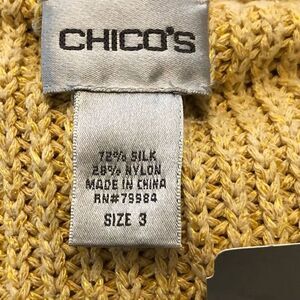 CHICO'S
72% SILK
28% NYLON
MADE IN CHINA
RN#79984
SIZE 3